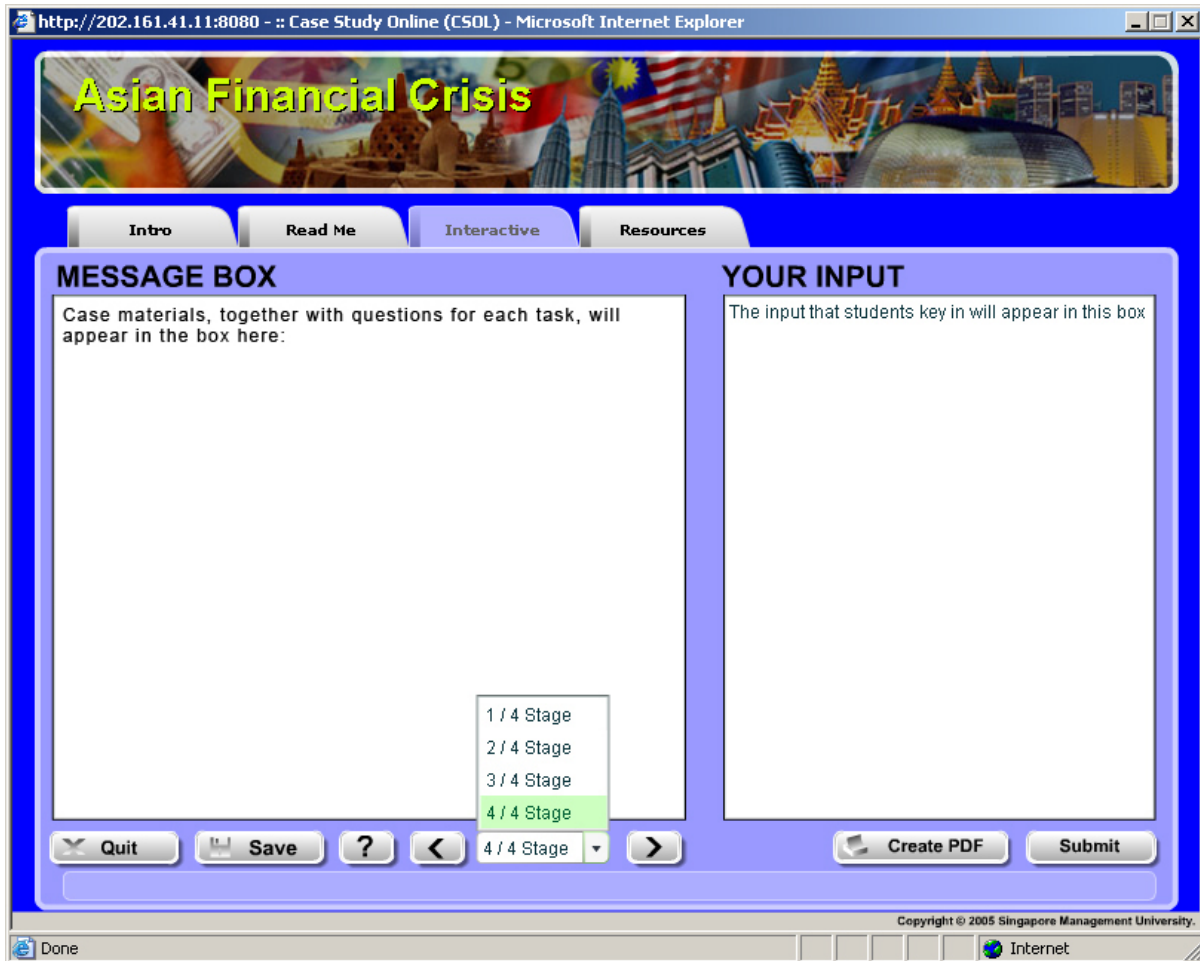 http://202.161.41.11:8080 - :: Case Study Online (CSOL) - Microsoft Internet Explorer
Asian Financial Crisis
Intro
Read Me
Interactive
Resources
MESSAGE BOX
Case materials, together with questions for each task, will
appear in the box here:
YOUR INPUT
The input that students key in will appear in this box
1 / 4 Stage
2 / 4 Stage
3 / 4 Stage
4 / 4 Stage
Quit
Save
?
<
4 / 4 Stage
>
Create PDF
Submit
Copyright © 2005 Singapore Management University.
Done
Internet